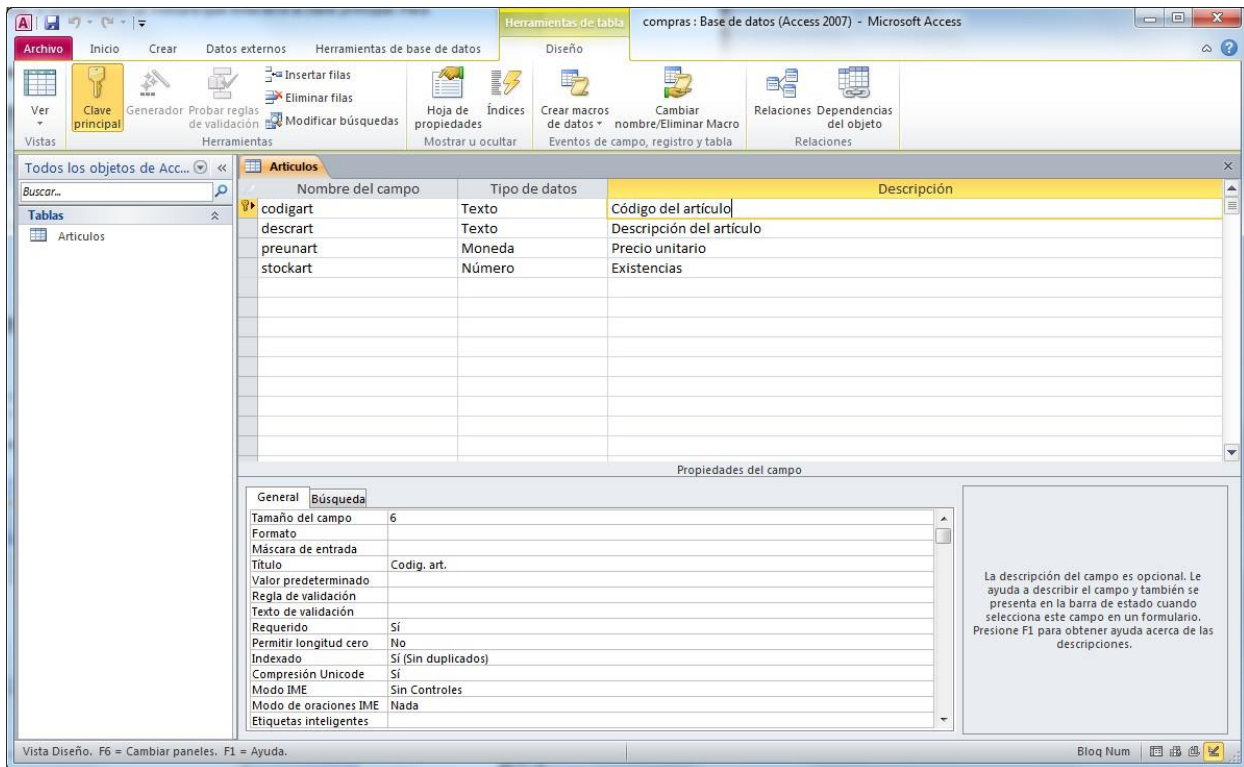 Herramientas de tabla
compras : Base de datos (Access 2007) - Microsoft Access
Archivo Inicio Crear Datos externos Herramientas de base de datos Diseño
Ver
Clave principal
Generador
Probar reglas de validación
Insertar filas
Eliminar filas
Modificar búsquedas
Hoja de propiedades
Índices
Crear macros de datos
Cambiar nombre/Eliminar Macro
Relaciones
Dependencias del objeto
Vistas Herramientas Mostrar u ocultar Eventos de campo, registro y tabla Relaciones
Todos los objetos de Acc... «
Buscar...
Tablas
Articulos
Articulos
Nombre del campo Tipo de datos Descripción
codigart Texto Código del artículo
descrart Texto Descripción del artículo
preunart Moneda Precio unitario
stockart Número Existencias
Propiedades del campo
General Búsqueda
Tamaño del campo 6
Formato
Máscara de entrada
Título Codig. art.
Valor predeterminado
Regla de validación
Texto de validación
Requerido Sí
Permitir longitud cero No
Indexado Sí (Sin duplicados)
Compresión Unicode Sí
Modo IME Sin Controles
Modo de oraciones IME Nada
Etiquetas inteligentes
La descripción del campo es opcional. Le
ayuda a describir el campo y también se
presenta en la barra de estado cuando
selecciona este campo en un formulario.
Presione F1 para obtener ayuda acerca de las
descripciones.
Vista Diseño. F6 = Cambiar paneles. F1 = Ayuda.
Bloq Num